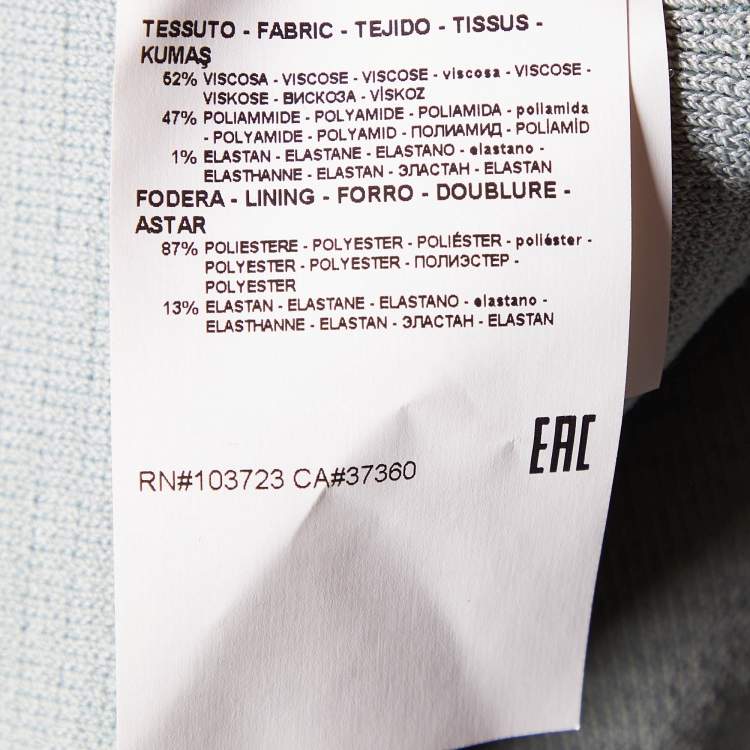 TESSUTO - FABRIC - TEJIDO - TISSUS -
KUMAŞ
52% VISCOSA - VISCOSE - VISCOSE - viscosa - VISCOSE -
VISKOSE - ВИСКОЗА - VİSKOZ
47% POLIAMMIDE - POLYAMIDE - POLIAMIDA - poliamida
- POLYAMIDE - POLYAMID - ПОЛИАМИД - POLİAMİD
1% ELASTAN - ELASTANE - ELASTANO - elastano -
ELASTHANNE - ELASTAN - ЭЛАСТАН - ELASTAN
FODERA - LINING - FORRO - DOUBLURE -
ASTAR
87% POLIESTERE - POLYESTER - POLIÉSTER - poliéster -
POLYESTER - POLYESTER - ПОЛИЭСТЕР -
POLYESTER
13% ELASTAN - ELASTANE - ELASTANO - elastano -
ELASTHANNE - ELASTAN - ЭЛАСТАН - ELASTAN
EAC
RN#103723 CA#37360